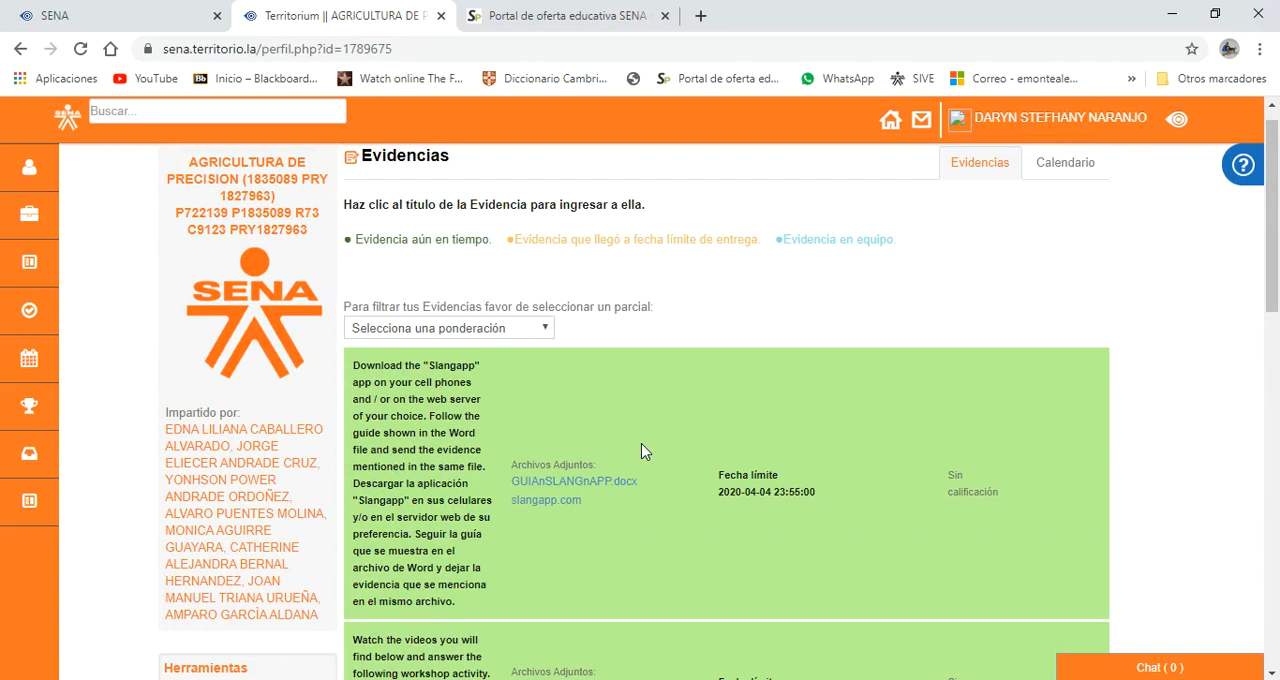 SENA
Territorium || AGRICULTURA DE P
Portal de oferta educativa SENA
sena.territorio.la/perfil.php?id=1789675
Aplicaciones
YouTube
Bb
Inicio – Blackboard...
Watch online The F...
Diccionario Cambri...
Portal de oferta ed...
WhatsApp
SIVE
Correo - emonteale...
»
Otros marcadores
Buscar...
DARYN STEFHANY NARANJO
AGRICULTURA DE
PRECISION (1835089 PRY
1827963)
P722139 P1835089 R73
C9123 PRY1827963
SENA
Impartido por:
EDNA LILIANA CABALLERO
ALVARADO, JORGE
ELIECER ANDRADE CRUZ,
YONHSON POWER
ANDRADE ORDOÑEZ,
ALVARO PUENTES MOLINA,
MONICA AGUIRRE
GUAYARA, CATHERINE
ALEJANDRA BERNAL
HERNANDEZ, JOAN
MANUEL TRIANA URUEÑA,
AMPARO GARCÍA ALDANA
Herramientas
Evidencias
Evidencias
Calendario
Haz clic al título de la Evidencia para ingresar a ella.
● Evidencia aún en tiempo. ●Evidencia que llegó a fecha límite de entrega. ●Evidencia en equipo.
Para filtrar tus Evidencias favor de seleccionar un parcial:
Selecciona una ponderación
Download the "Slangapp"
app on your cell phones
and / or on the web server
of your choice. Follow the
guide shown in the Word
file and send the evidence
mentioned in the same file.
Descargar la aplicación
"Slangapp" en sus celulares
y/o en el servidor web de su
preferencia. Seguir la guía
que se muestra en el
archivo de Word y dejar la
evidencia que se menciona
en el mismo archivo.
Archivos Adjuntos:
GUIAnSLANGnAPP.docx
slangapp.com
Fecha límite
2020-04-04 23:55:00
Sin
calificación
Watch the videos you will
find below and answer the
following workshop activity.
Archivos Adjuntos:
Chat ( 0 )